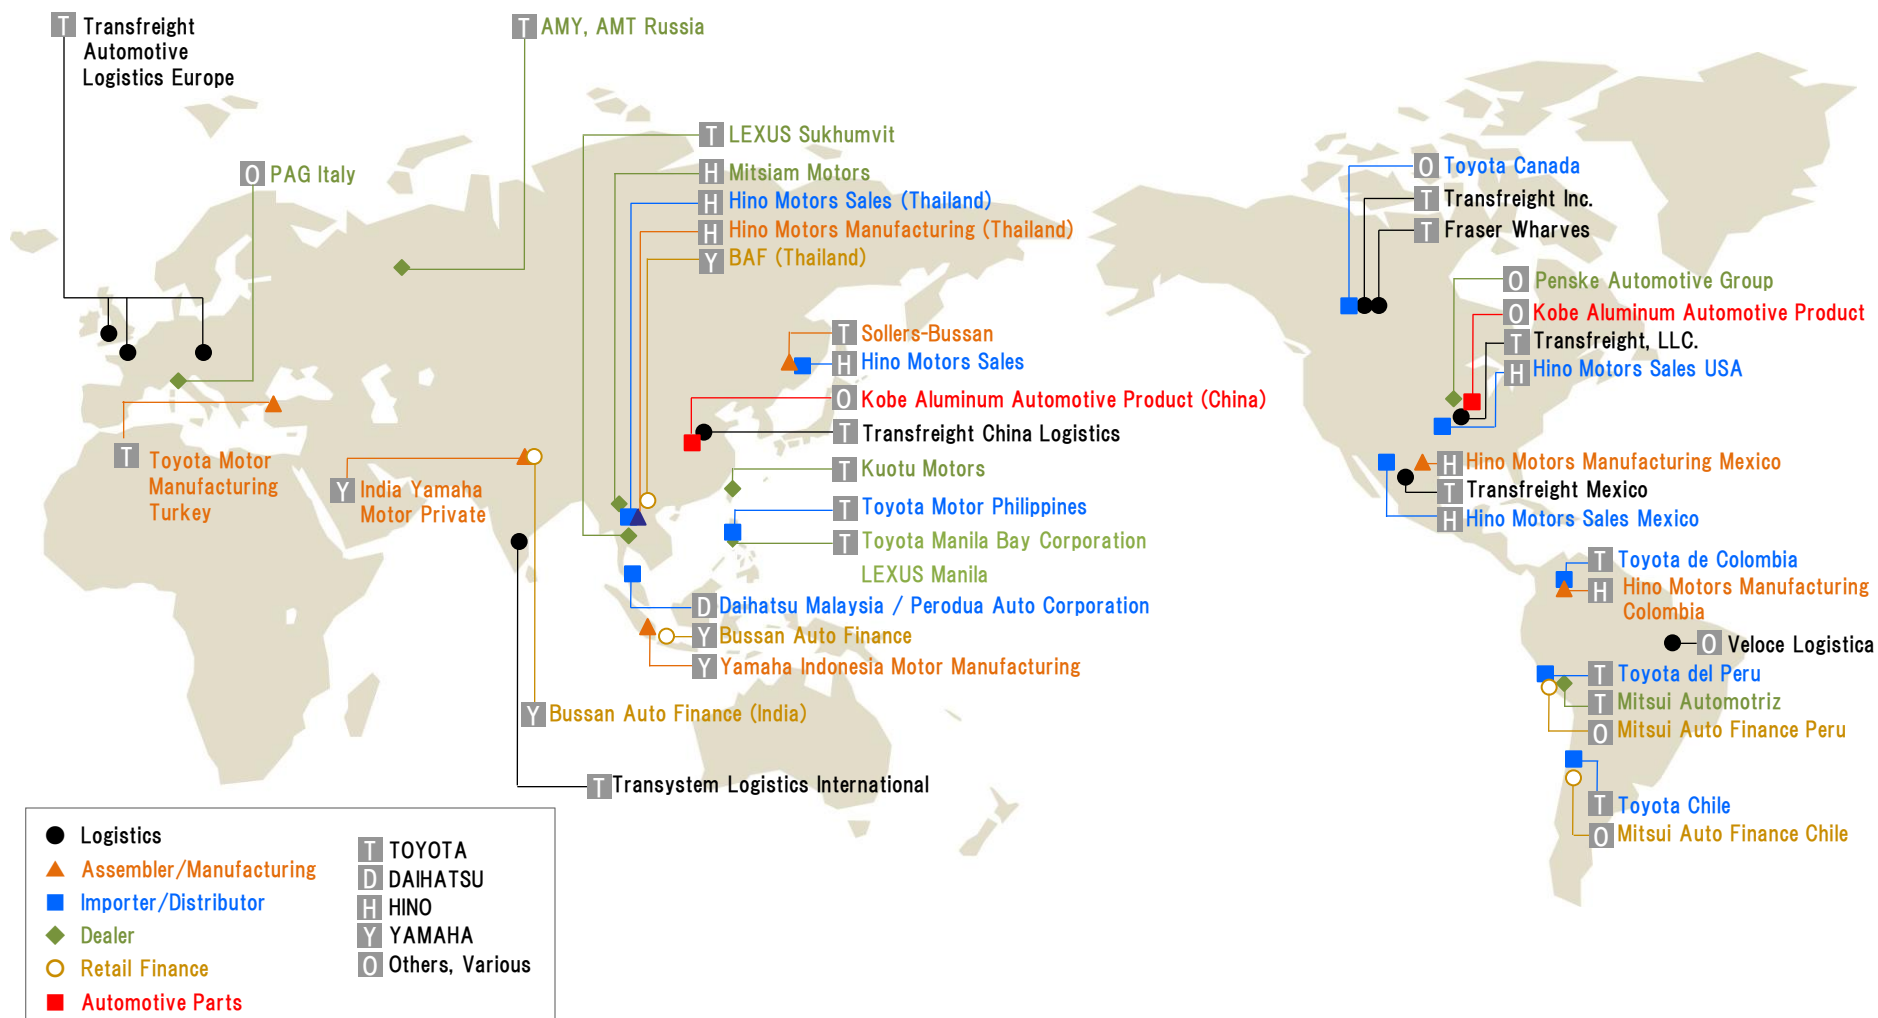 T Transfreight
Automotive
Logistics Europe
T AMY, AMT Russia
O PAG Italy
T LEXUS Sukhumvit
H Mitsiam Motors
H Hino Motors Sales (Thailand)
H Hino Motors Manufacturing (Thailand)
Y BAF (Thailand)
T Sollers-Bussan
H Hino Motors Sales
O Kobe Aluminum Automotive Product (China)
T Transfreight China Logistics
T Kuotu Motors
T Toyota Motor Philippines
T Toyota Manila Bay Corporation
LEXUS Manila
D Daihatsu Malaysia / Perodua Auto Corporation
Y Bussan Auto Finance
Y Yamaha Indonesia Motor Manufacturing
T Toyota Motor
Manufacturing
Turkey
Y India Yamaha
Motor Private
Y Bussan Auto Finance (India)
T Transystem Logistics International
O Toyota Canada
T Transfreight Inc.
T Fraser Wharves
O Penske Automotive Group
O Kobe Aluminum Automotive Product
T Transfreight, LLC.
H Hino Motors Sales USA
H Hino Motors Manufacturing Mexico
T Transfreight Mexico
H Hino Motors Sales Mexico
T Toyota de Colombia
H Hino Motors Manufacturing
Colombia
O Veloce Logistica
T Toyota del Peru
T Mitsui Automotriz
O Mitsui Auto Finance Peru
T Toyota Chile
O Mitsui Auto Finance Chile
Logistics
Assembler/Manufacturing
Importer/Distributor
Dealer
Retail Finance
Automotive Parts
T TOYOTA
D DAIHATSU
H HINO
Y YAMAHA
O Others, Various